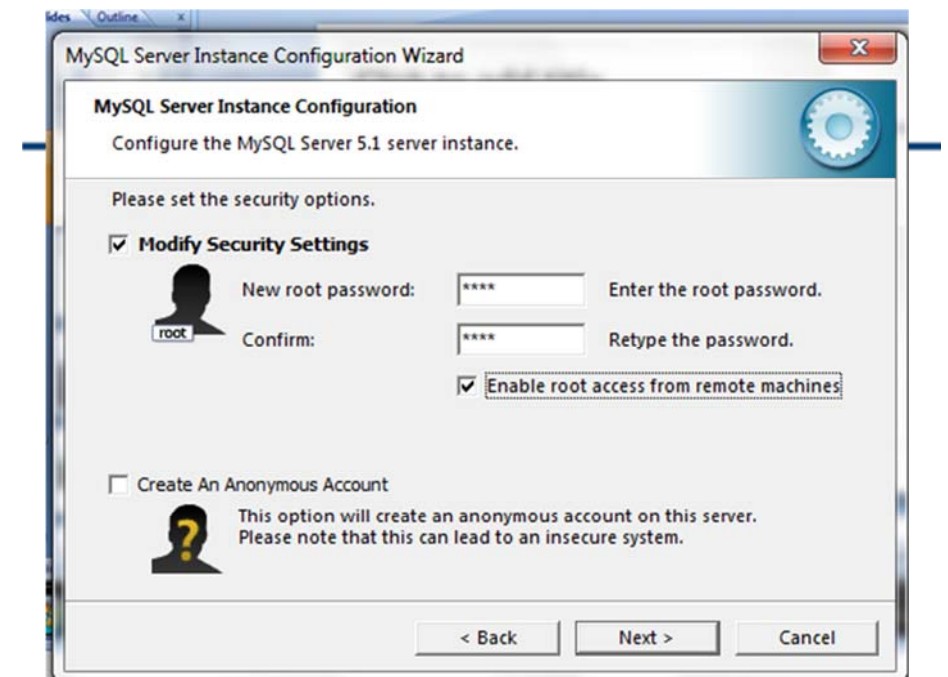 Outline x
MySQL Server Instance Configuration Wizard
MySQL Server Instance Configuration
Configure the MySQL Server 5.1 server instance.
Please set the security options.
Modify Security Settings
root
New root password: **** Enter the root password.
Confirm: **** Retype the password.
Enable root access from remote machines
Create An Anonymous Account
?
This option will create an anonymous account on this server.
Please note that this can lead to an insecure system.
< Back Next > Cancel